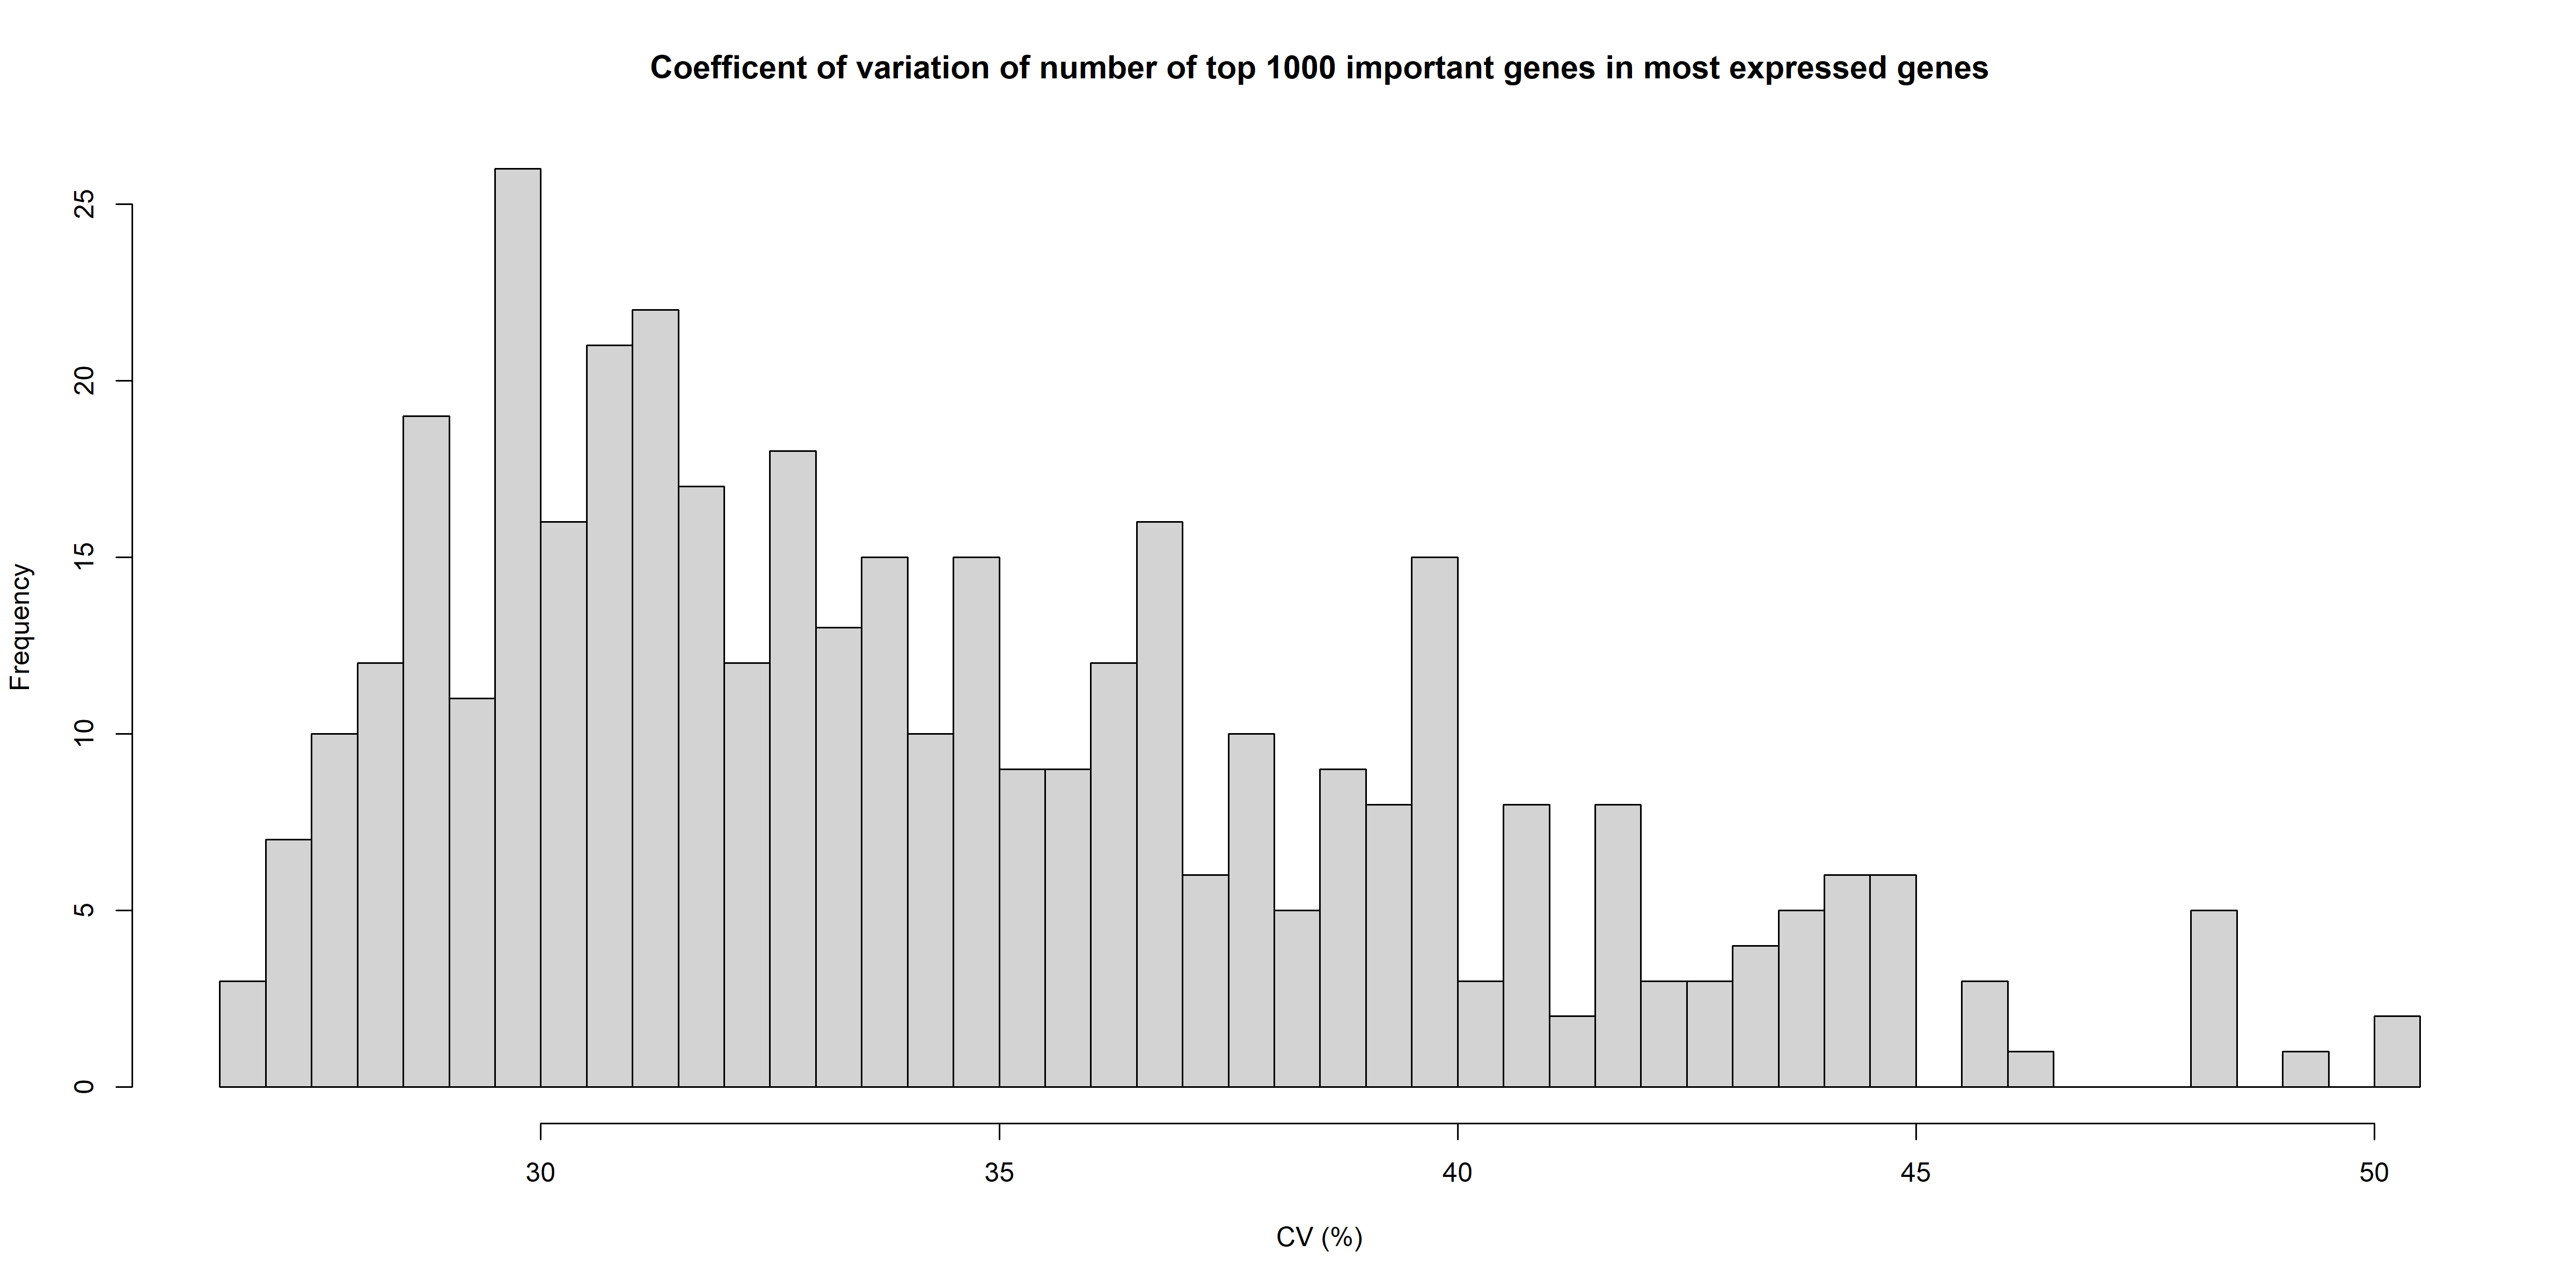 Coefficent of variation of number of top 1000 important genes in most expressed genes
25
20
15
10
5
0
Frequency
30 35 40 45 50
CV (%)